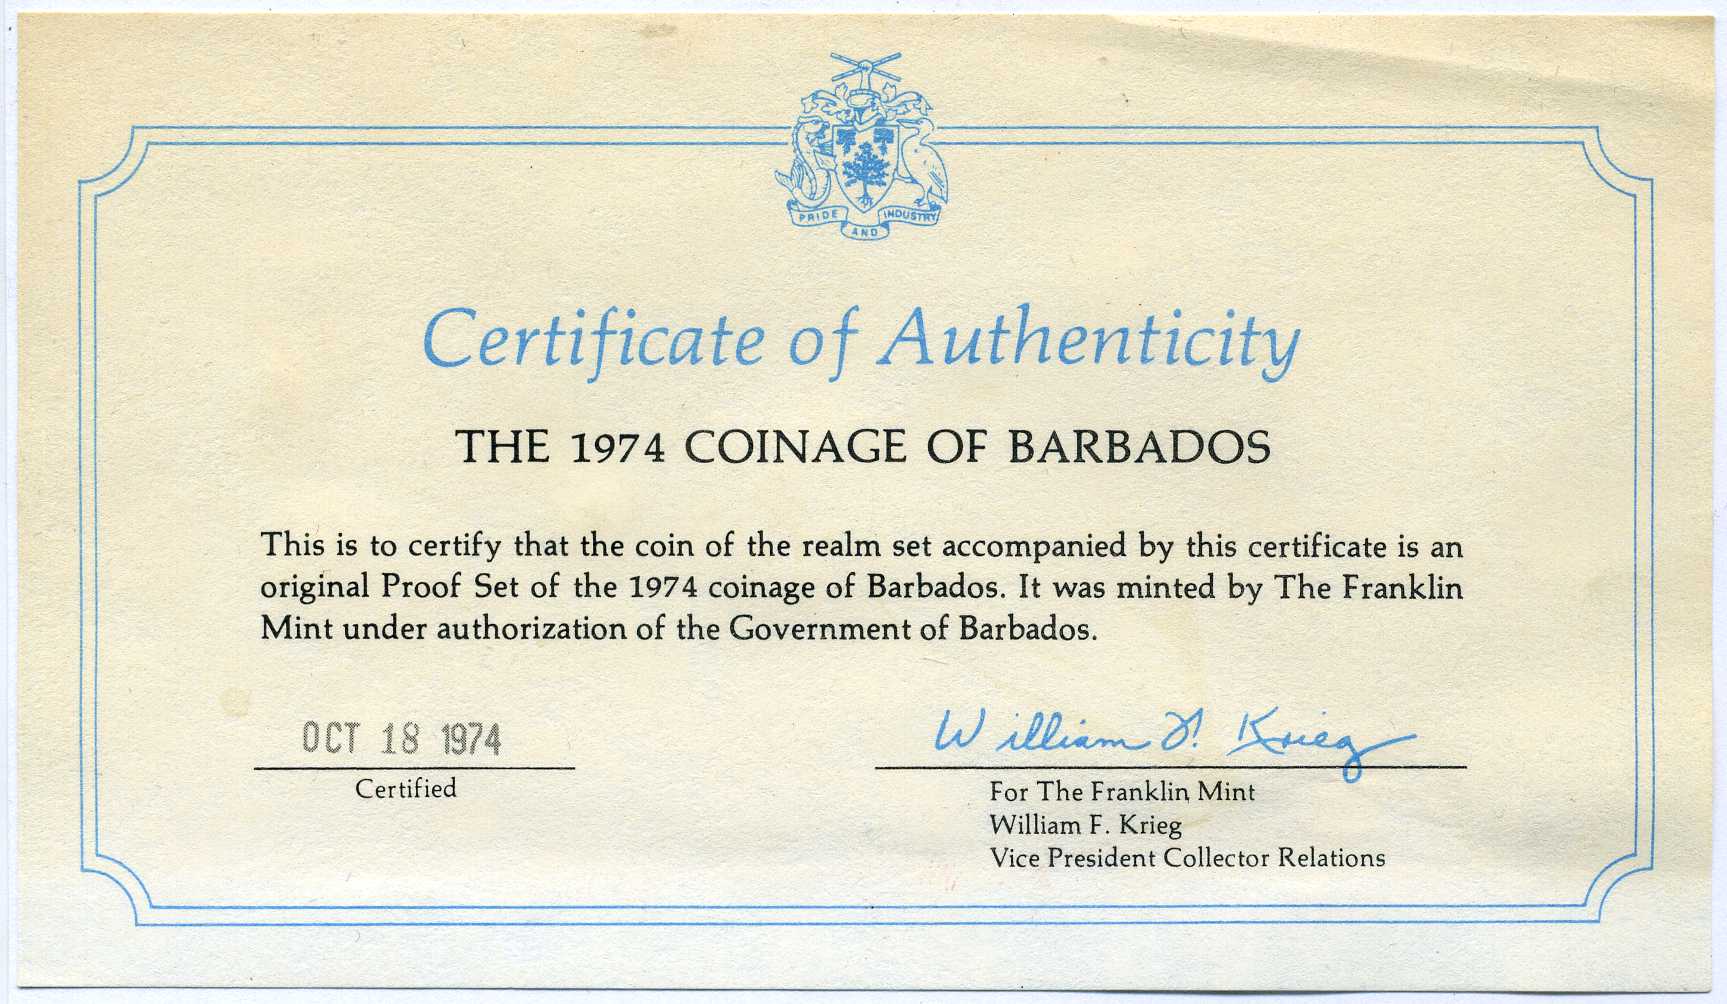 PRIDE AND INDUSTRY
Certificate of Authenticity
THE 1974 COINAGE OF BARBADOS
This is to certify that the coin of the realm set accompanied by this certificate is an
original Proof Set of the 1974 coinage of Barbados. It was minted by The Franklin
Mint under authorization of the Government of Barbados.
OCT 18 1974
Certified
William F. Krieg
For The Franklin Mint
William F. Krieg
Vice President Collector Relations